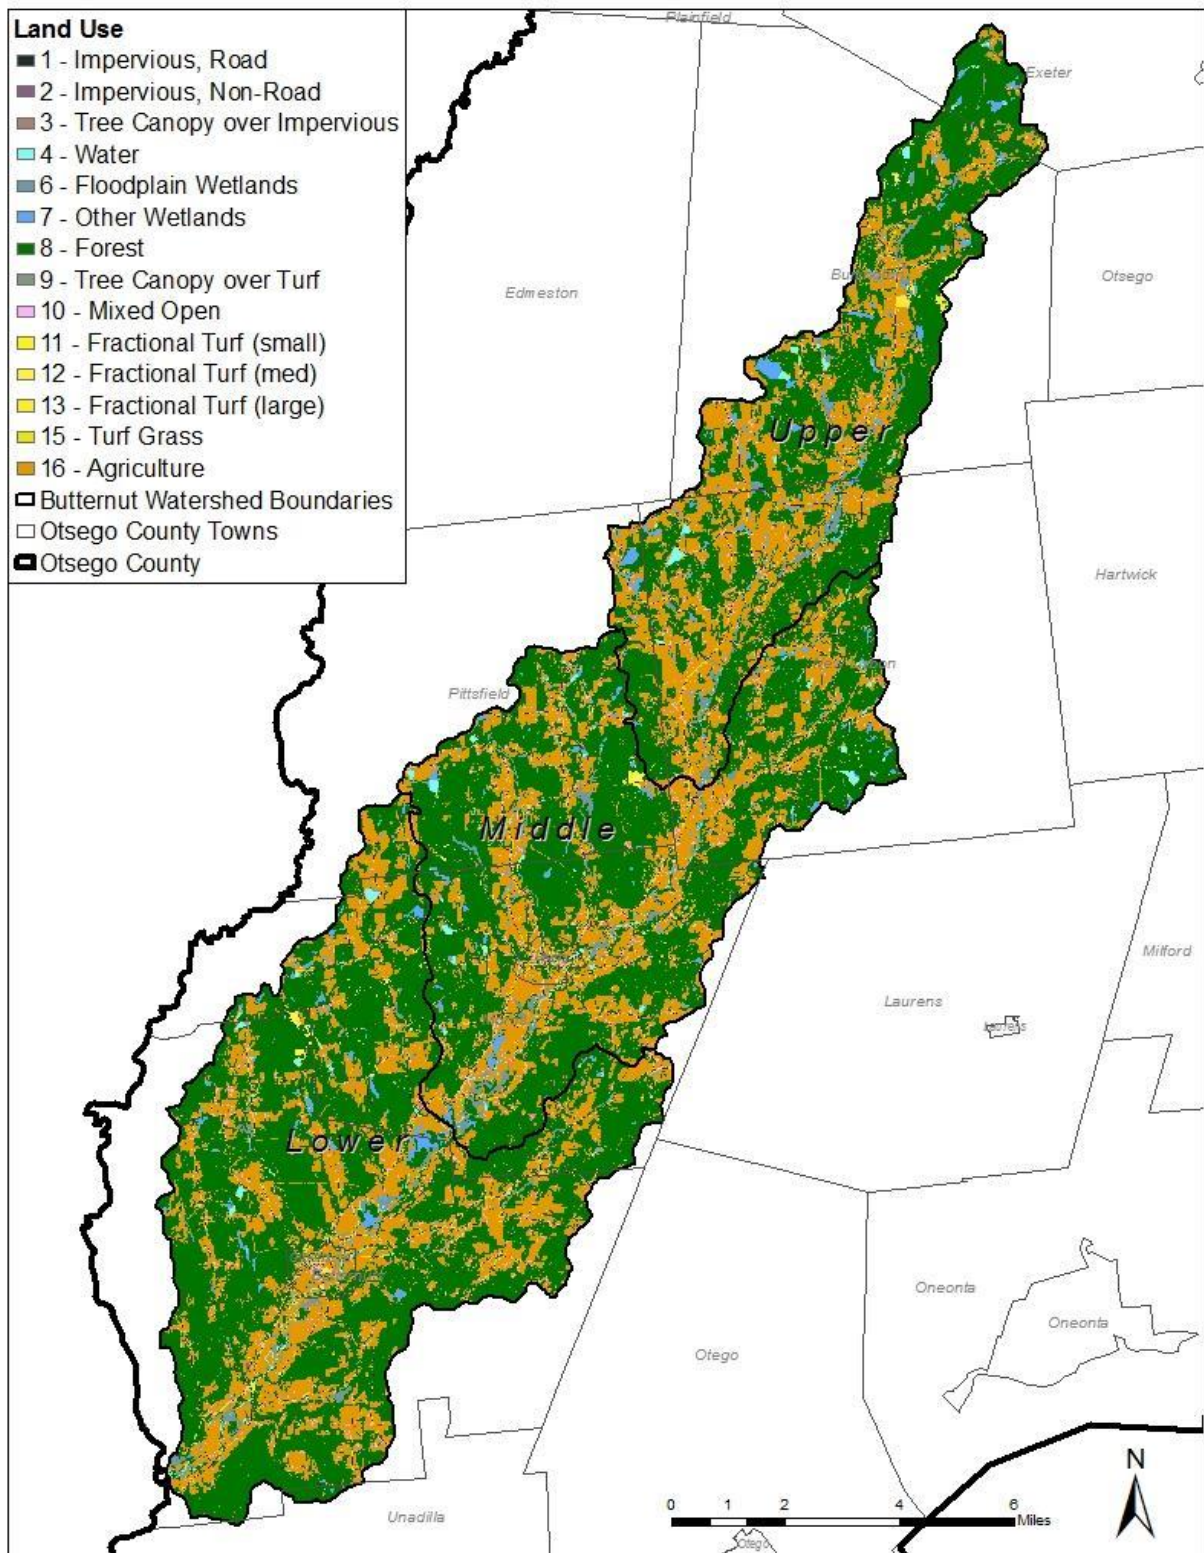 Land Use
1 - Impervious, Road
2 - Impervious, Non-Road
3 - Tree Canopy over Impervious
4 - Water
6 - Floodplain Wetlands
7 - Other Wetlands
8 - Forest
9 - Tree Canopy over Turf
10 - Mixed Open
11 - Fractional Turf (small)
12 - Fractional Turf (med)
13 - Fractional Turf (large)
15 - Turf Grass
16 - Agriculture
Butternut Watershed Boundaries
Otsego County Towns
Otsego County
Plainfield
Exeter
Edmeston
Otsego
Upper
Hartwick
Pittsfield
Middle
Milford
Laurens
Laurens
Lower
Oneonta
Oneonta
Otego
Unadilla
N
0 1 2 4 6
Miles
Otego